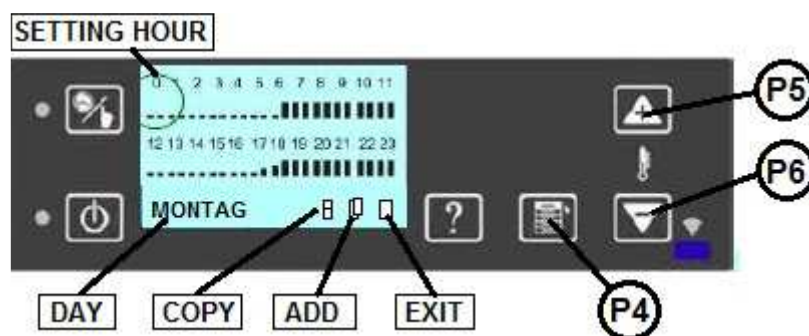 SETTING HOUR
0 1 2 3 4 5 6 7 8 9 10 11
12 13 14 15 16 17 18 19 20 21 22 23
MONTAG
?
P5
P6
P4
DAY
COPY
ADD
EXIT